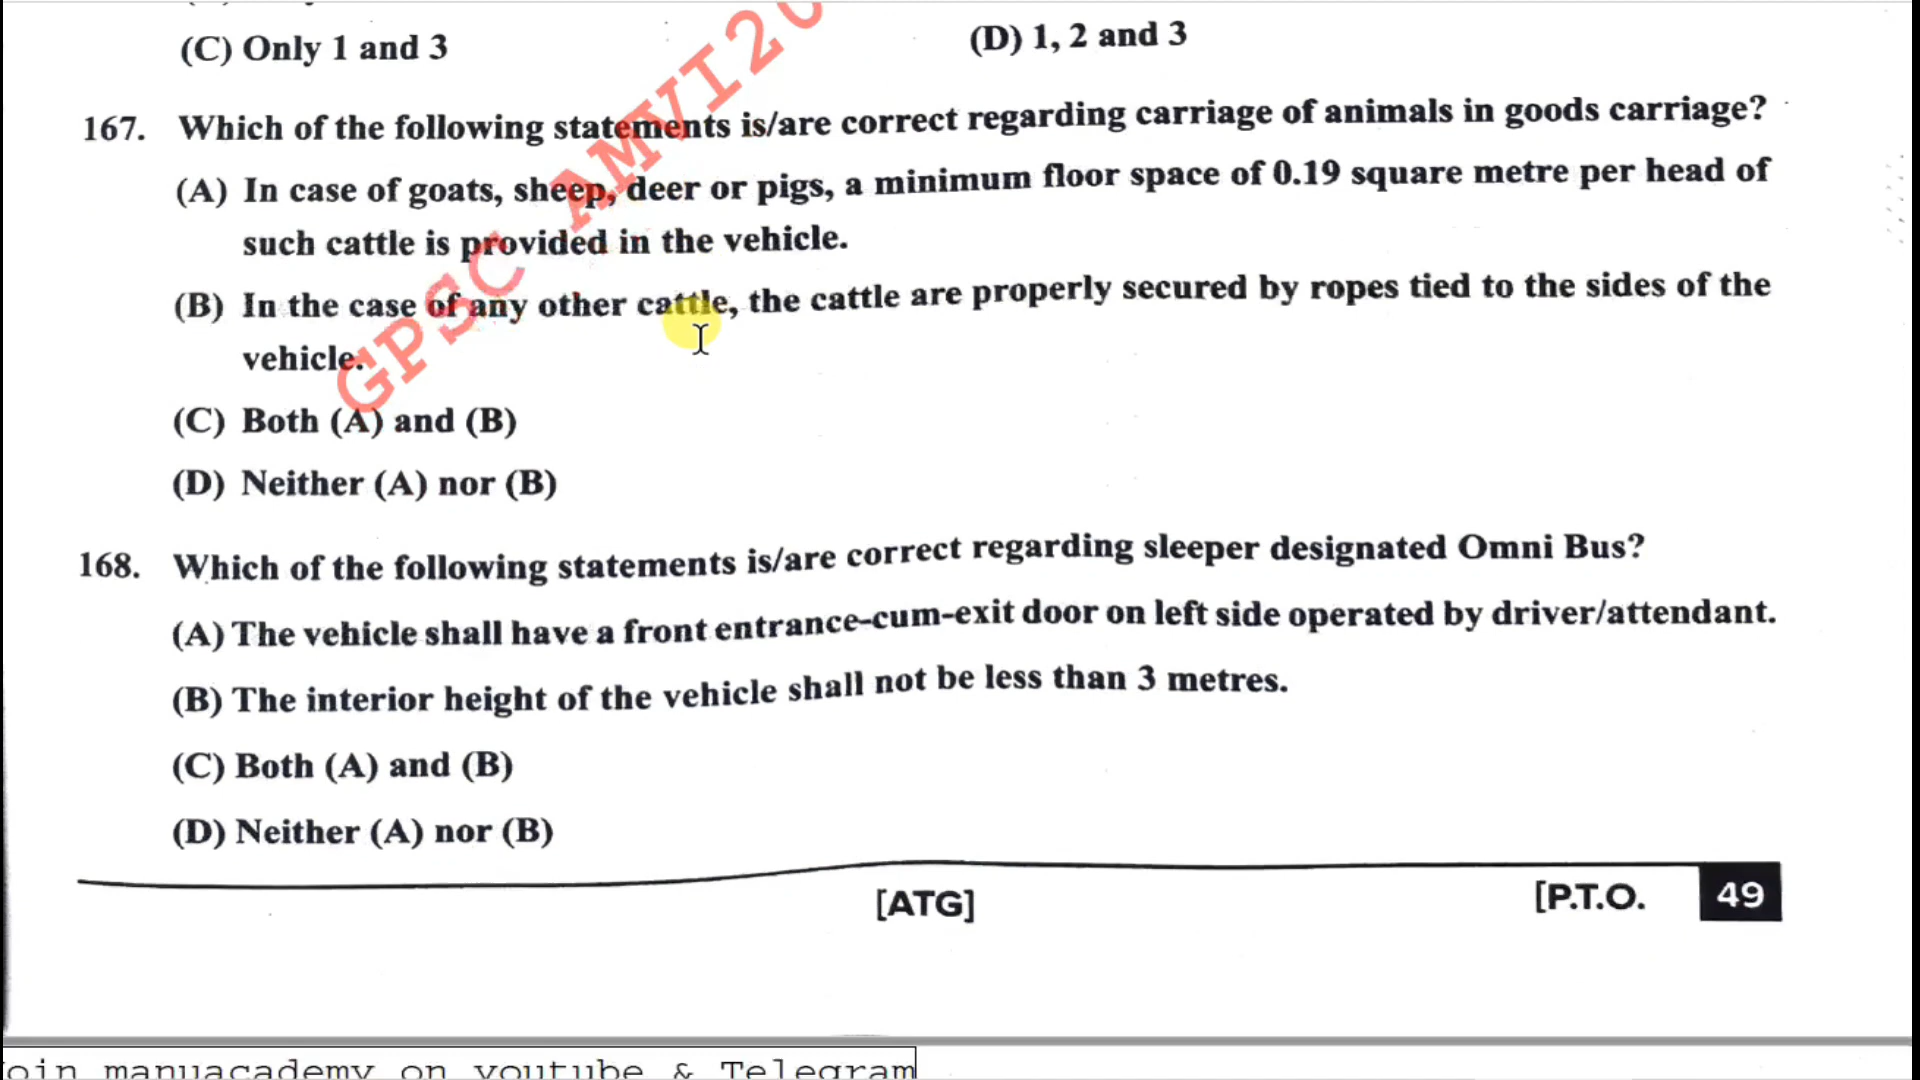 (C) Only 1 and 3
(D) 1, 2 and 3
167. Which of the following statements is/are correct regarding carriage of animals in goods carriage?
(A) In case of goats, sheep, deer or pigs, a minimum floor space of 0.19 square metre per head of
such cattle is provided in the vehicle.
(B) In the case of any other cattle, the cattle are properly secured by ropes tied to the sides of the
vehicle.
(C) Both (A) and (B)
(D) Neither (A) nor (B)
168. Which of the following statements is/are correct regarding sleeper designated Omni Bus?
(A) The vehicle shall have a front entrance-cum-exit door on left side operated by driver/attendant.
(B) The interior height of the vehicle shall not be less than 3 metres.
(C) Both (A) and (B)
(D) Neither (A) nor (B)
[ATG]
[P.T.O.
49
GPSC AMVI20
oin manuacademy on youtube & Telegram